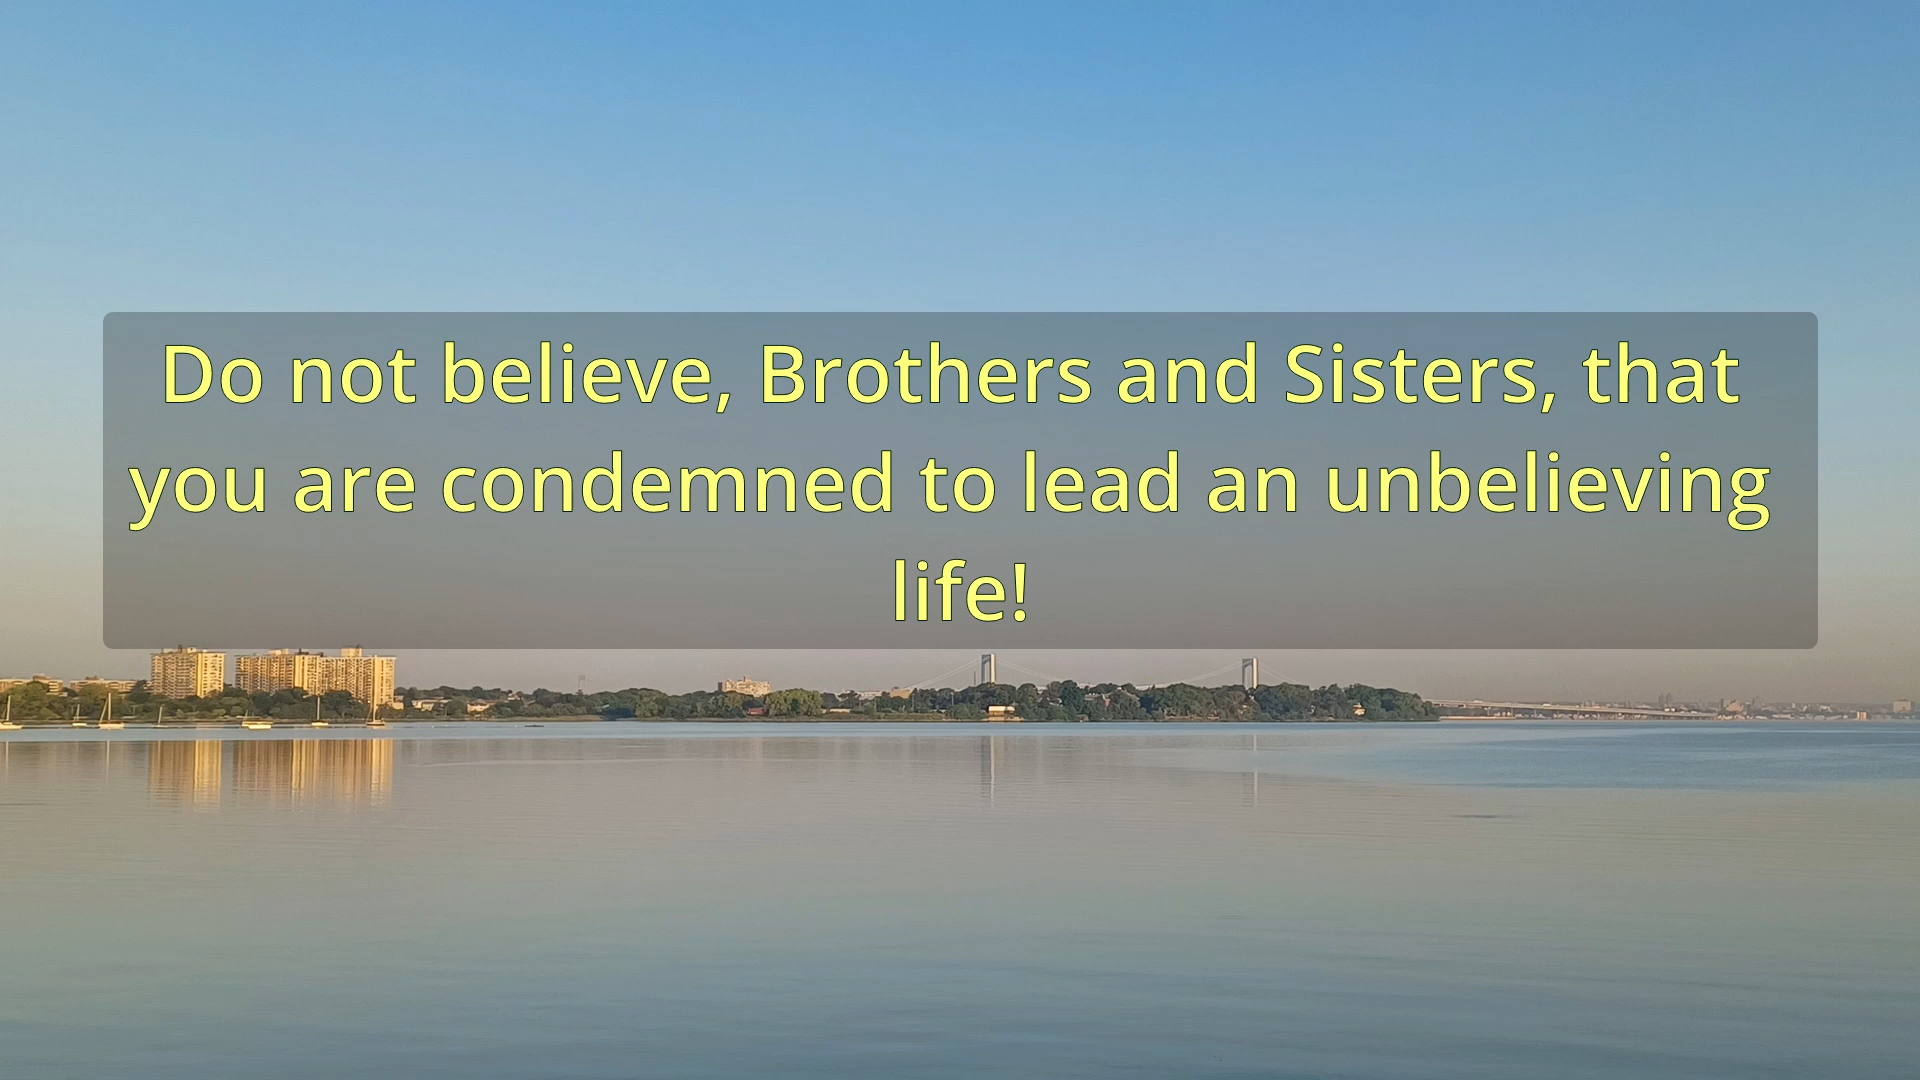 Do not believe, Brothers and Sisters, that
you are condemned to lead an unbelieving
life!